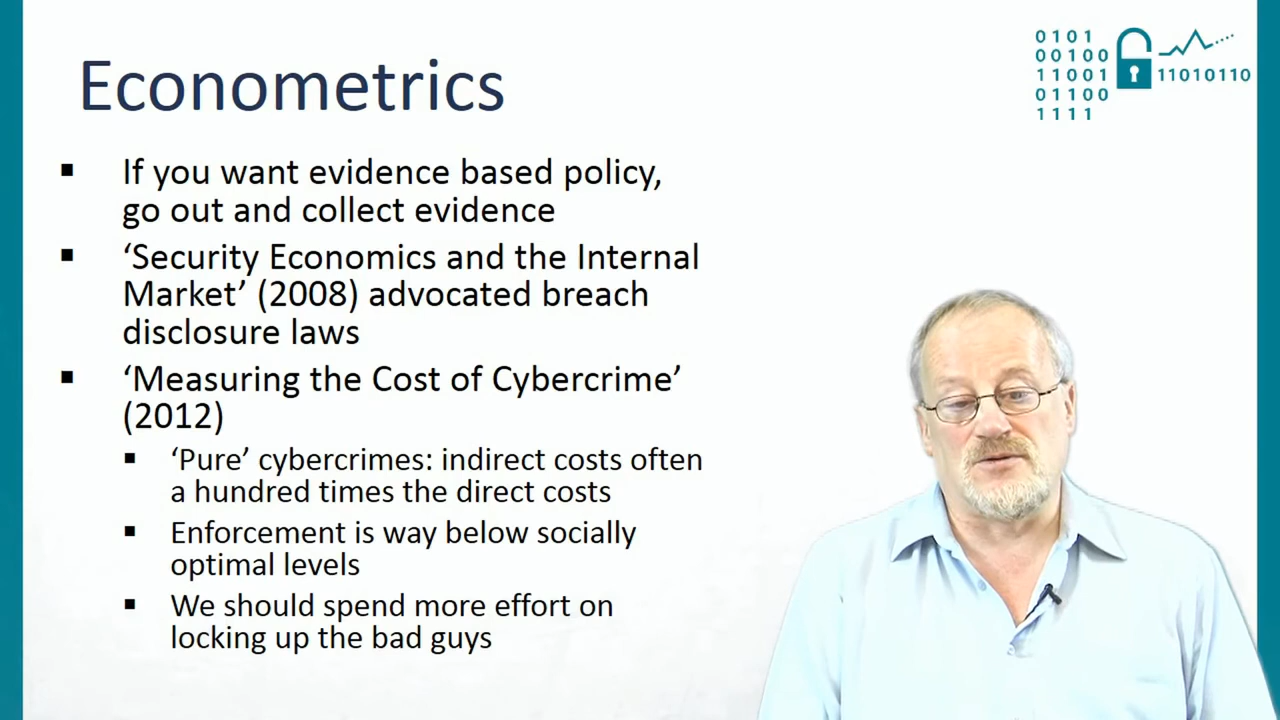 Econometrics
If you want evidence based policy,
go out and collect evidence
‘Security Economics and the Internal
Market’ (2008) advocated breach
disclosure laws
‘Measuring the Cost of Cybercrime’
(2012)
‘Pure’ cybercrimes: indirect costs often
a hundred times the direct costs
Enforcement is way below socially
optimal levels
We should spend more effort on
locking up the bad guys
0101
00100
11001
01100
1111
11010110